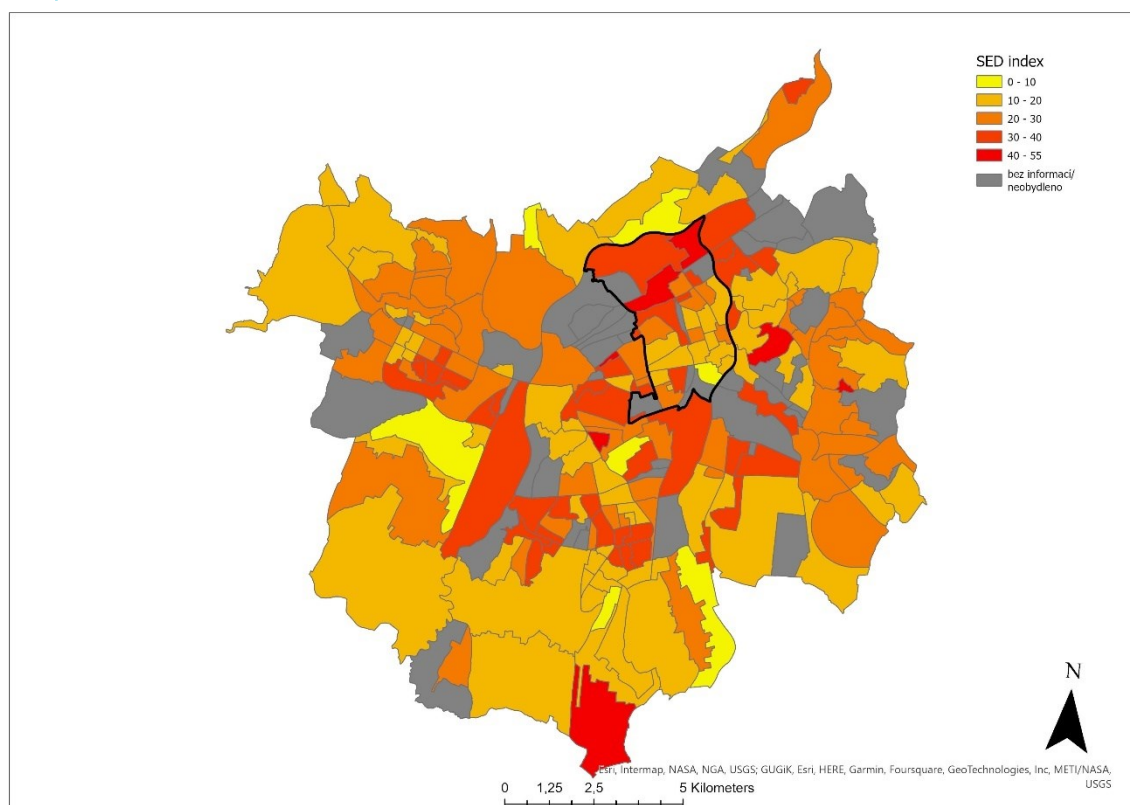 SED index
0 - 10
10 - 20
20 - 30
30 - 40
40 - 55
bez informací/
neobydleno
N
Esri, Intermap, NASA, NGA, USGS; GUGiK, Esri, HERE, Garmin, Foursquare, GeoTechnologies, Inc, METI/NASA,
USGS
0 1,25 2,5 5 Kilometers